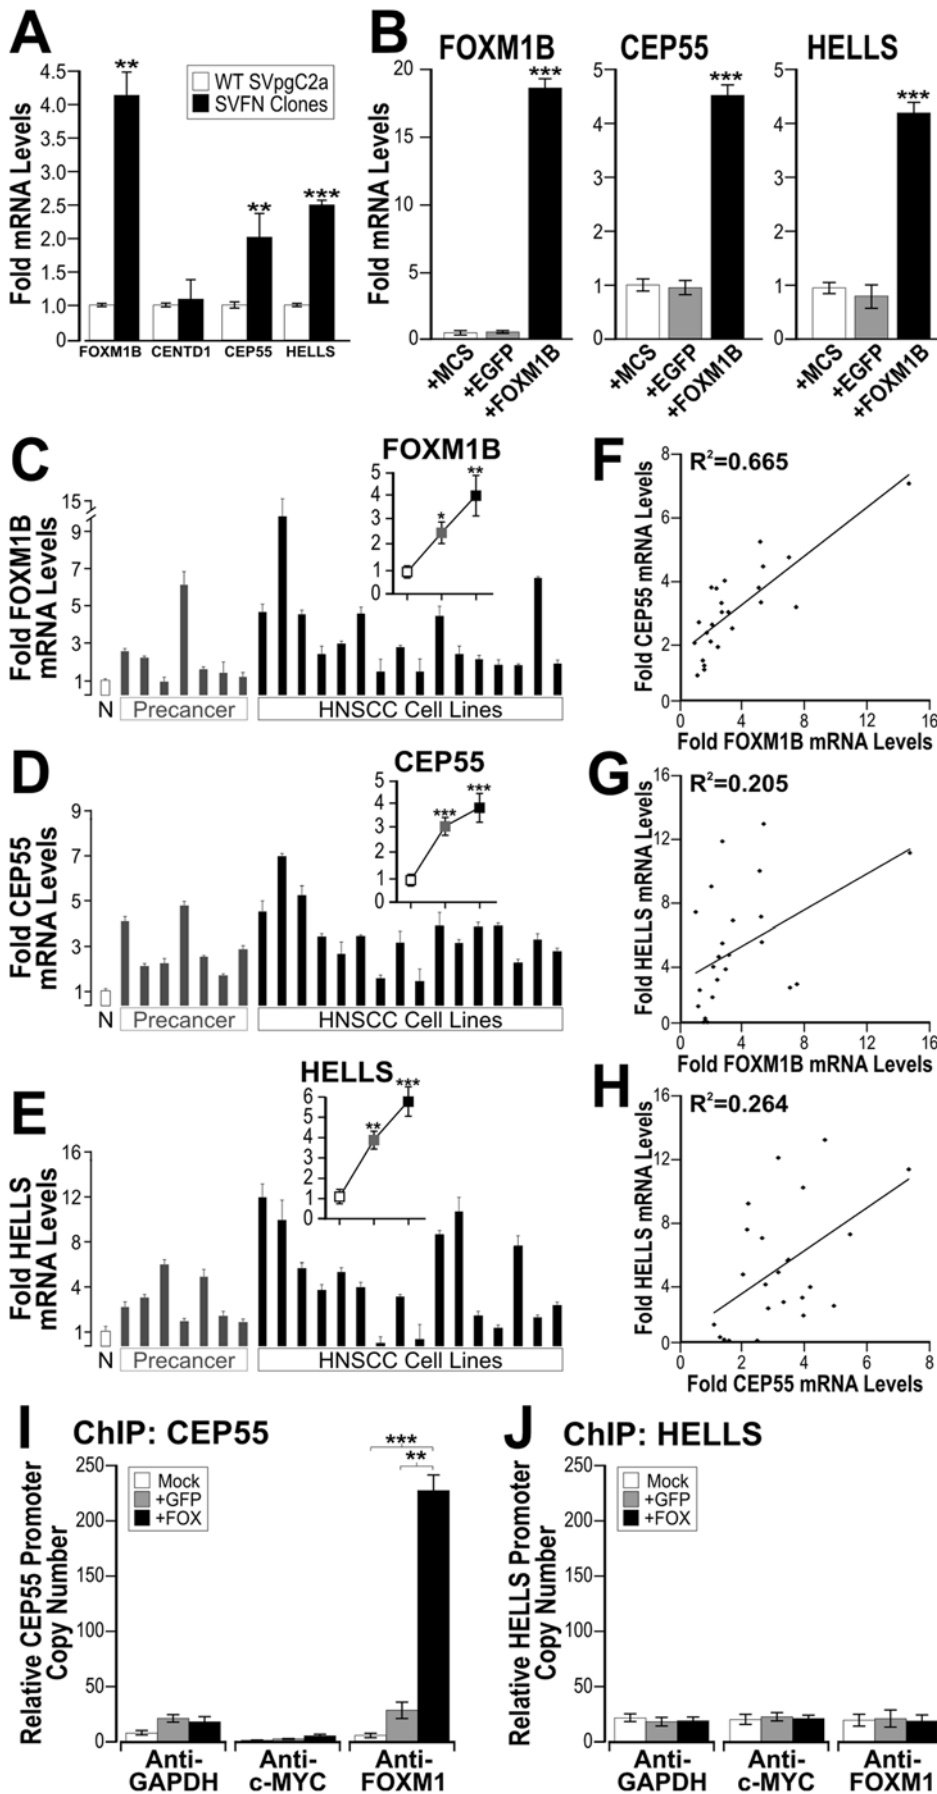 A
4.5
4.0
3.5
3.0
2.5
2.0
1.5
1.0
0
Fold mRNA Levels
**
**
***
WT SVpgC2a
SVFN Clones
FOXM1B
CENTD1
CEP55
HELLS
B
FOXM1B
20
15
10
5
0
Fold mRNA Levels
***
+MCS
+EGFP
+FOXM1B
CEP55
5
4
3
2
1
0
***
+MCS
+EGFP
+FOXM1B
HELLS
5
4
3
2
1
0
***
+MCS
+EGFP
+FOXM1B
C
Fold FOXM1B
mRNA Levels
15
9
7
5
3
1
FOXM1B
5
4
3
2
1
0
*
**
N
Precancer
HNSCC Cell Lines
D
Fold CEP55
mRNA Levels
9
7
5
3
1
CEP55
5
4
3
2
1
0
***
***
N
Precancer
HNSCC Cell Lines
E
Fold HELLS
mRNA Levels
16
12
8
4
1
HELLS
6
5
4
3
2
1
0
**
***
N
Precancer
HNSCC Cell Lines
F
R²=0.665
Fold CEP55 mRNA Levels
8
6
4
2
0
0 4 8 12 16
Fold FOXM1B mRNA Levels
G
R²=0.205
Fold HELLS mRNA Levels
16
12
8
4
0
0 4 8 12 16
Fold FOXM1B mRNA Levels
H
R²=0.264
Fold HELLS mRNA Levels
16
12
8
4
0
0 2 4 6 8
Fold CEP55 mRNA Levels
I
ChIP: CEP55
Relative CEP55 Promoter
Copy Number
250
200
150
100
50
0
Mock
+GFP
+FOX
***
**
Anti-
GAPDH
Anti-
c-MYC
Anti-
FOXM1
J
ChIP: HELLS
Relative HELLS Promoter
Copy Number
250
200
150
100
50
0
Mock
+GFP
+FOX
Anti-
GAPDH
Anti-
c-MYC
Anti-
FOXM1